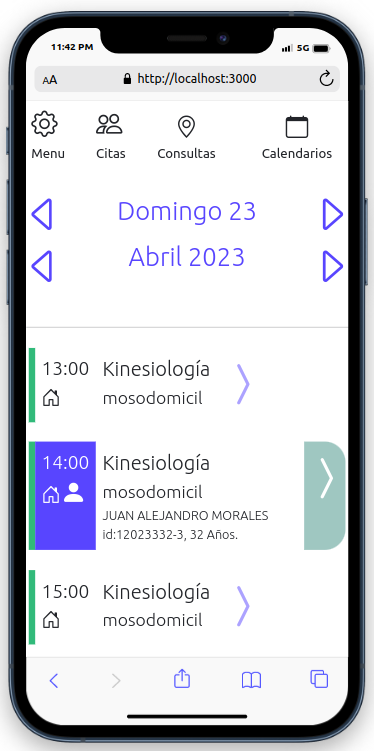 11:42 PM 5G
AA http://localhost:3000
Menu Citas Consultas Calendarios
Domingo 23
Abril 2023
13:00 Kinesiología
mosodomicil
14:00 Kinesiología
mosodomicil
JUAN ALEJANDRO MORALES
id:12023332-3, 32 Años.
15:00 Kinesiología
mosodomicil